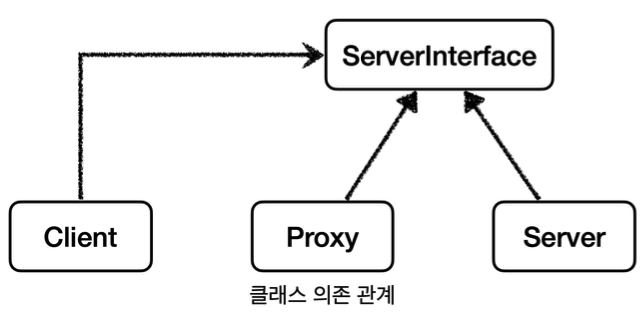 ServerInterface
Client
Proxy
Server
클래스 의존 관계